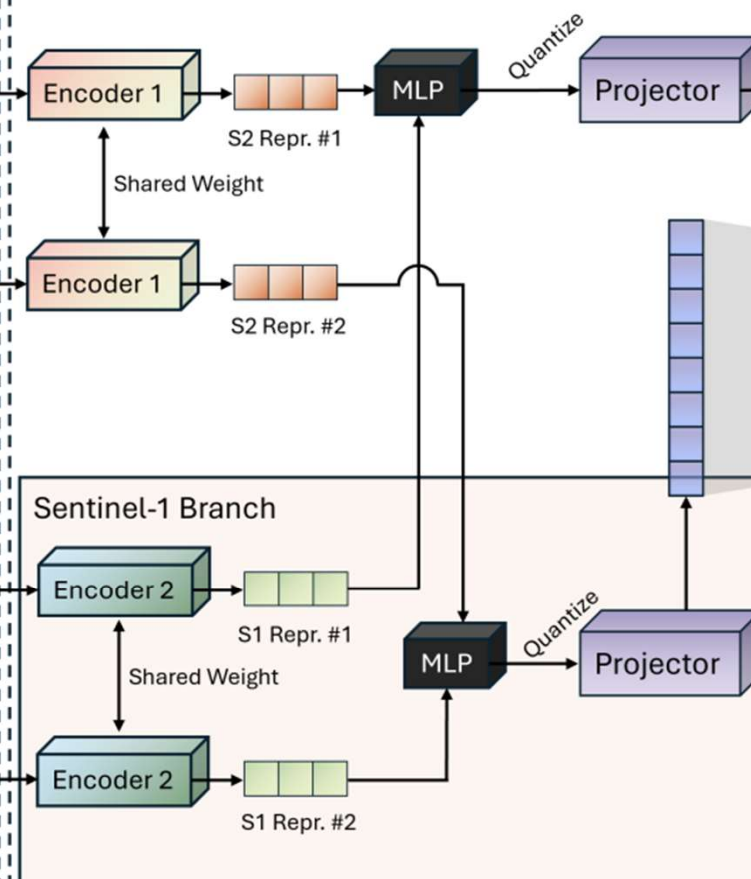 Encoder 1
S2 Repr. #1
MLP
Quantize
Projector
Shared Weight
Encoder 1
S2 Repr. #2
Sentinel-1 Branch
Encoder 2
S1 Repr. #1
Shared Weight
MLP
Quantize
Projector
Encoder 2
S1 Repr. #2